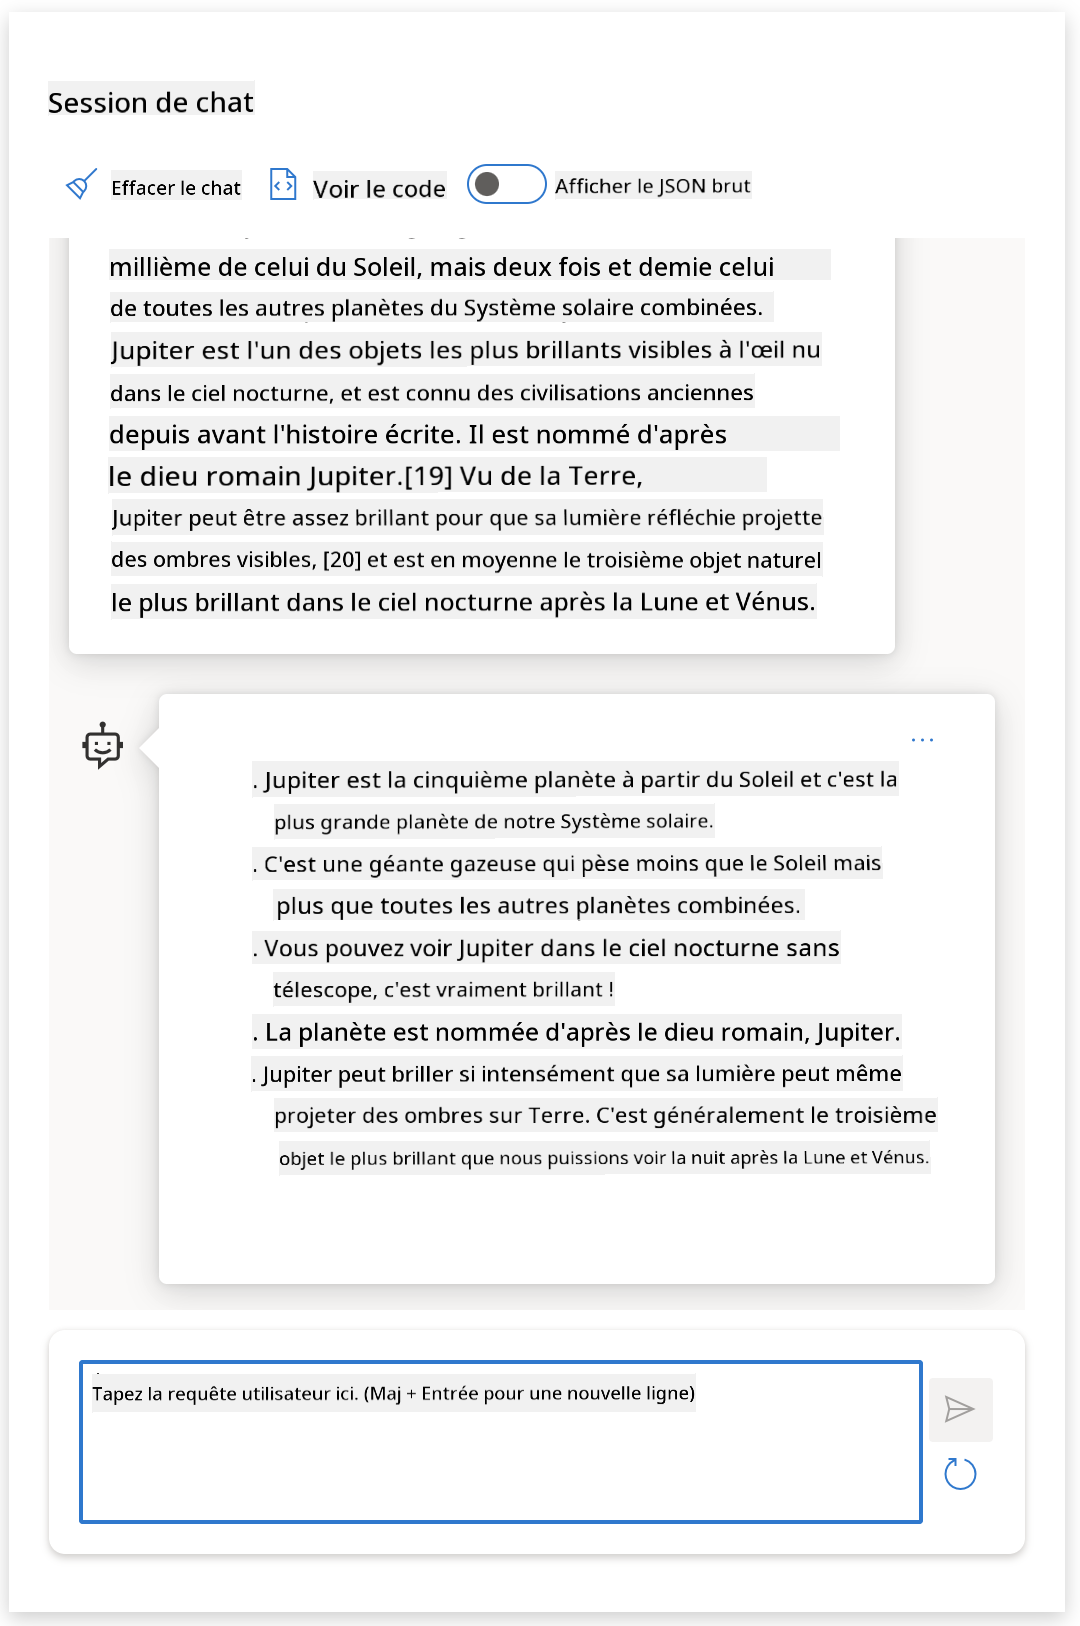 Session de chat
Effacer le chat
Voir le code
Afficher le JSON brut
millième de celui du Soleil, mais deux fois et demie celui
de toutes les autres planètes du Système solaire combinées.
Jupiter est l'un des objets les plus brillants visibles à l'œil nu
dans le ciel nocturne, et est connu des civilisations anciennes
depuis avant l'histoire écrite. Il est nommé d'après
le dieu romain Jupiter.[19] Vu de la Terre,
Jupiter peut être assez brillant pour que sa lumière réfléchie projette
des ombres visibles, [20] et est en moyenne le troisième objet naturel
le plus brillant dans le ciel nocturne après la Lune et Vénus.
. Jupiter est la cinquième planète à partir du Soleil et c'est la
plus grande planète de notre Système solaire.
. C'est une géante gazeuse qui pèse moins que le Soleil mais
plus que toutes les autres planètes combinées.
. Vous pouvez voir Jupiter dans le ciel nocturne sans
télescope, c'est vraiment brillant !
. La planète est nommée d'après le dieu romain, Jupiter.
. Jupiter peut briller si intensément que sa lumière peut même
projeter des ombres sur Terre. C'est généralement le troisième
objet le plus brillant que nous puissions voir la nuit après la Lune et Vénus.
Tapez la requête utilisateur ici. (Maj + Entrée pour une nouvelle ligne)